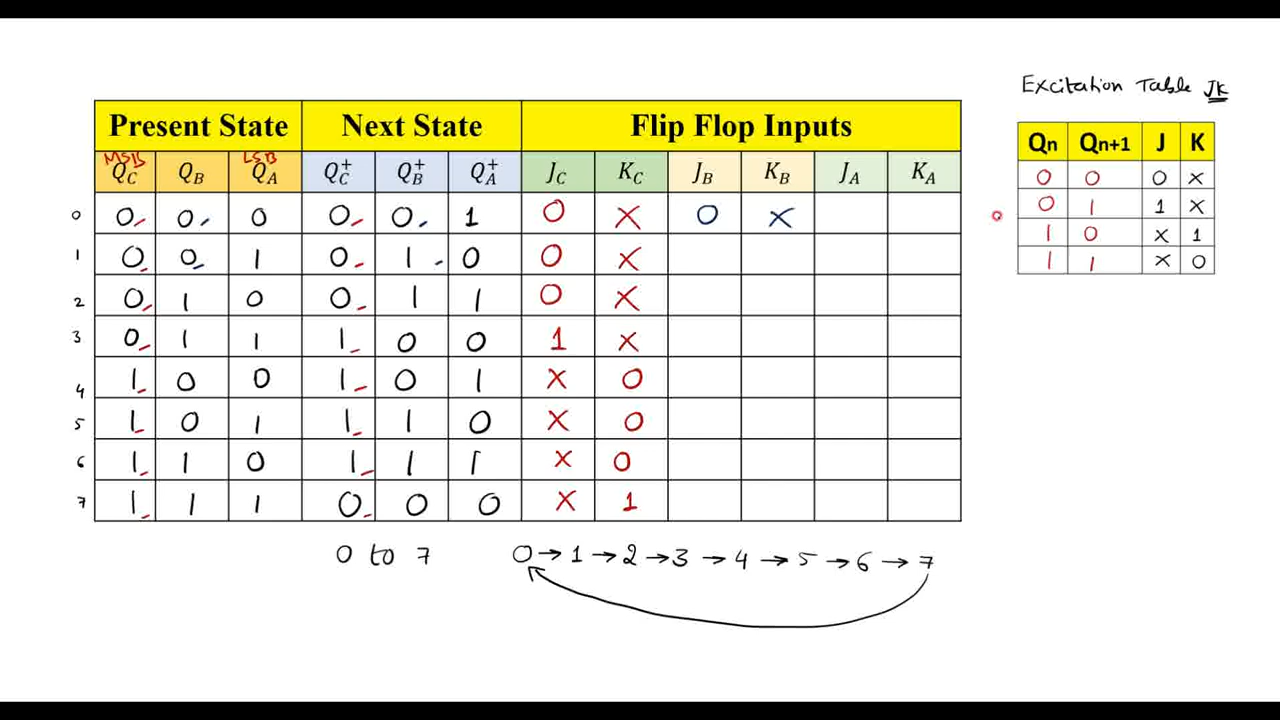 Excitation Table JK
Present State Next State Flip Flop Inputs
Qn Qn+1 J K
MSB LSB
Q_C Q_B Q_A Q_C^+ Q_B^+ Q_A^+ J_C K_C J_B K_B J_A K_A
0 0 0 x
0 1 1 x
1 0 x 1
1 1 x 0
0 0 0 0 0 0 1 0 x 0 x
1 0 0 1 0 1 0 0 x
2 0 1 0 0 1 1 0 x
3 0 1 1 1 0 0 1 x
4 1 0 0 1 0 1 x 0
5 1 0 1 1 1 0 x 0
6 1 1 0 1 1 1 x 0
7 1 1 1 0 0 0 x 1
0 to 7 0 → 1 → 2 → 3 → 4 → 5 → 6 → 7